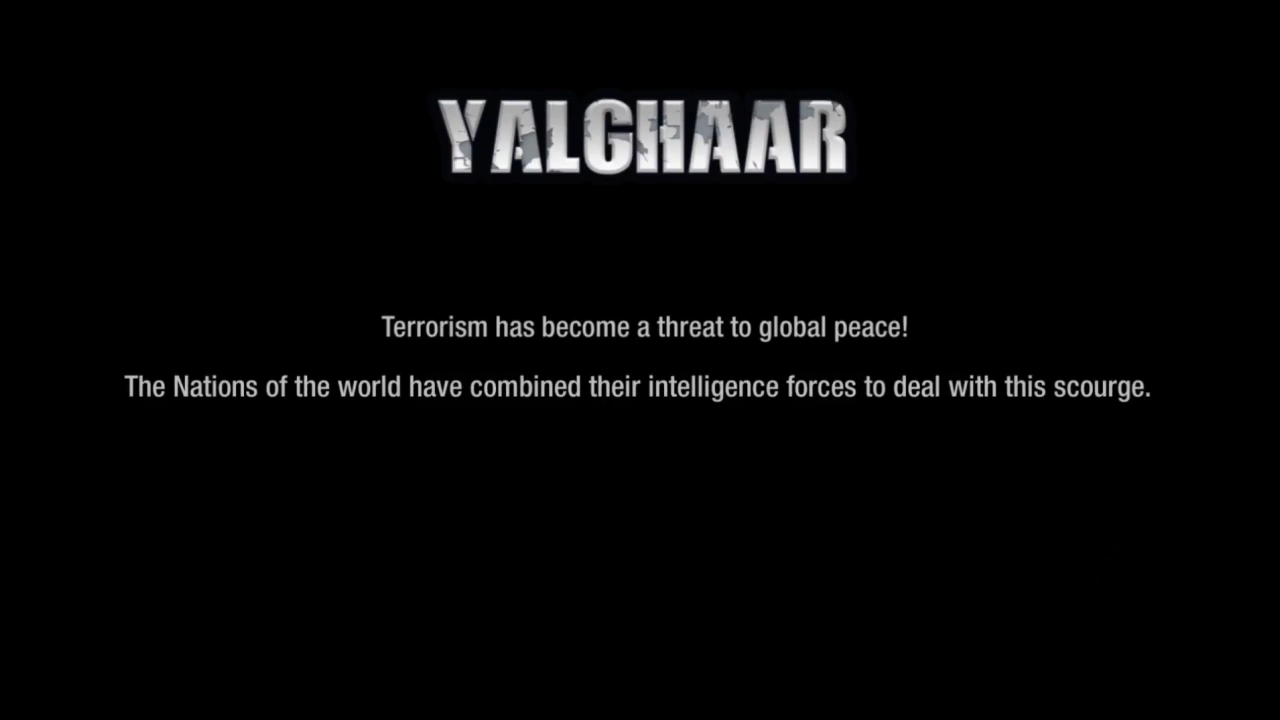 YALGHAAR
Terrorism has become a threat to global peace!
The Nations of the world have combined their intelligence forces to deal with this scourge.